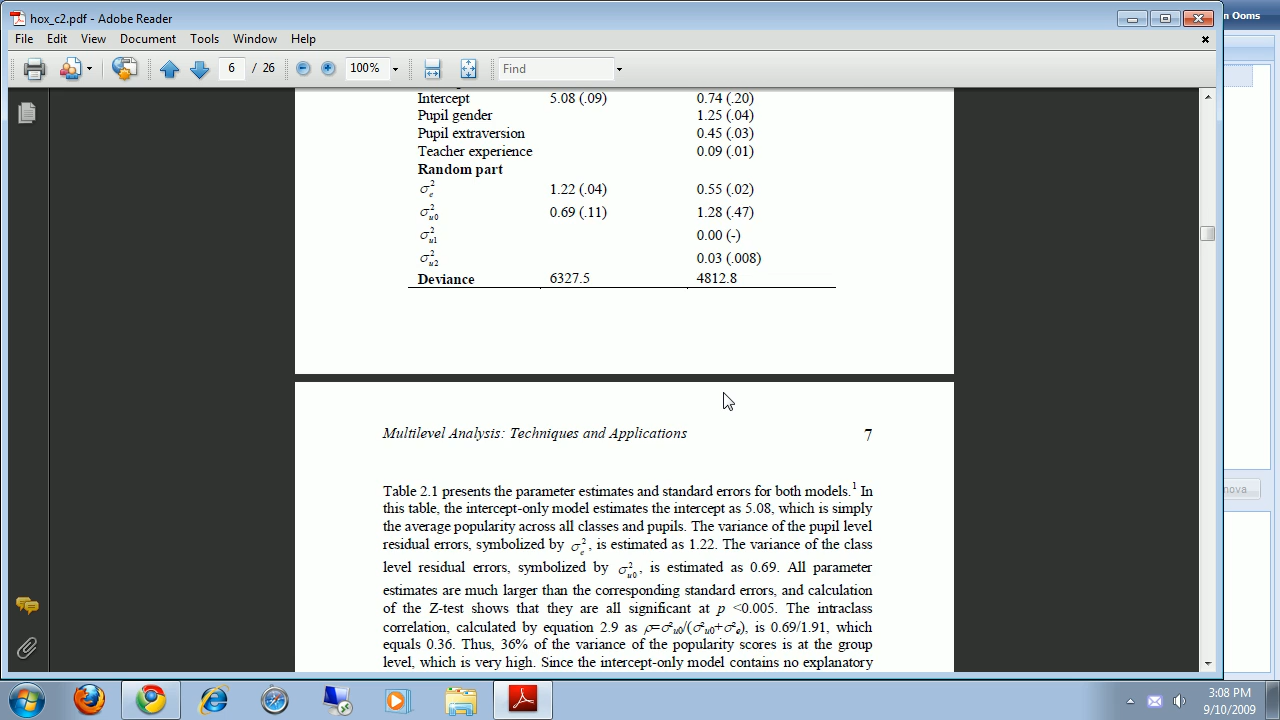 hox_c2.pdf - Adobe Reader
n Ooms
File Edit View Document Tools Window Help
6 / 26 100% Find
Intercept 5.08 (.09) 0.74 (.20)
Pupil gender 1.25 (.04)
Pupil extraversion 0.45 (.03)
Teacher experience 0.09 (.01)
Random part
σ²e 1.22 (.04) 0.55 (.02)
σ²u0 0.69 (.11) 1.28 (.47)
σ²u1 0.00 (-)
σ²u2 0.03 (.008)
Deviance 6327.5 4812.8
Multilevel Analysis: Techniques and Applications 7
Table 2.1 presents the parameter estimates and standard errors for both models.¹ In
this table, the intercept-only model estimates the intercept as 5.08, which is simply
the average popularity across all classes and pupils. The variance of the pupil level
residual errors, symbolized by σ²e, is estimated as 1.22. The variance of the class
level residual errors, symbolized by σ²u0, is estimated as 0.69. All parameter
estimates are much larger than the corresponding standard errors, and calculation
of the Z-test shows that they are all significant at p <0.005. The intraclass
correlation, calculated by equation 2.9 as ρ=σ²u0/(σ²u0+σ²e), is 0.69/1.91, which
equals 0.36. Thus, 36% of the variance of the popularity scores is at the group
level, which is very high. Since the intercept-only model contains no explanatory
nova
3:08 PM
9/10/2009